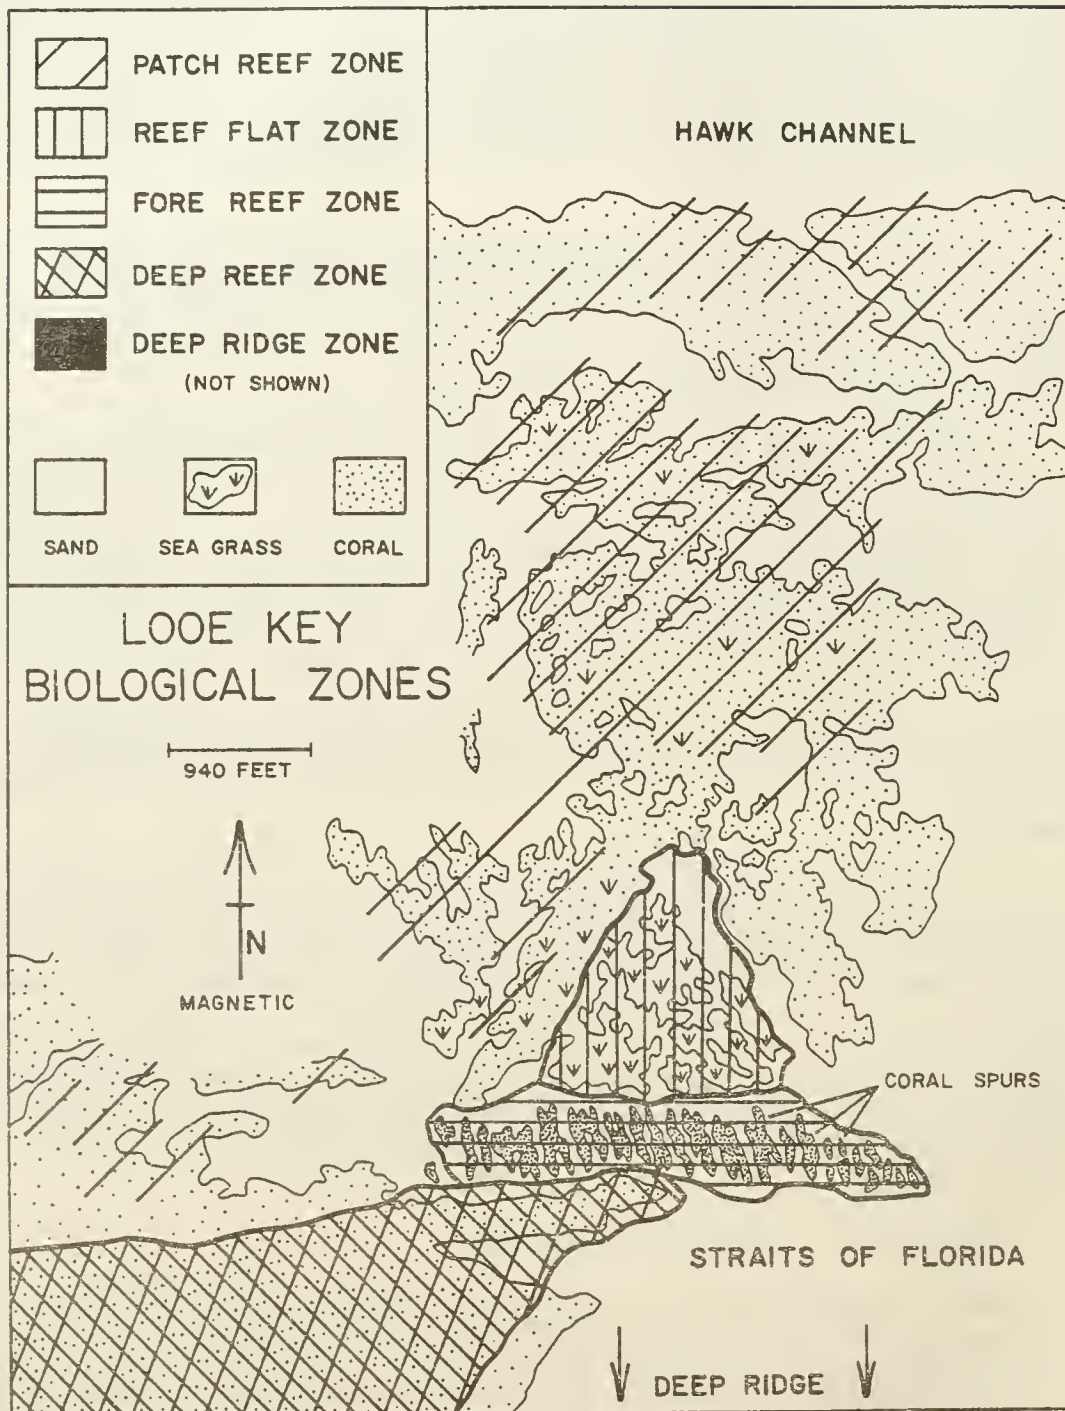 PATCH REEF ZONE
REEF FLAT ZONE
FORE REEF ZONE
DEEP REEF ZONE
DEEP RIDGE ZONE
(NOT SHOWN)
SAND
SEA GRASS
CORAL
HAWK CHANNEL
LOOE KEY
BIOLOGICAL ZONES
940 FEET
N
MAGNETIC
CORAL SPURS
STRAITS OF FLORIDA
DEEP RIDGE